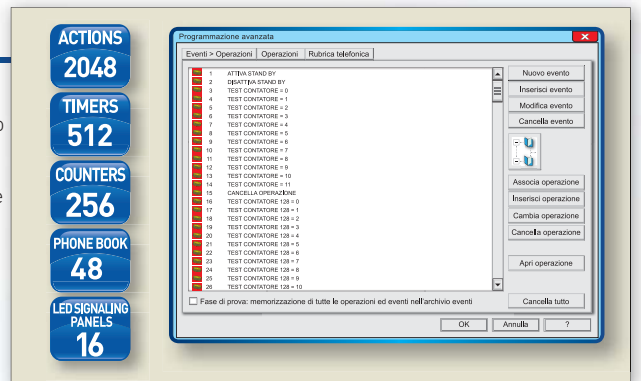 ACTIONS
2048
TIMERS
512
COUNTERS
256
PHONE BOOK
48
LED SIGNALING
PANELS
16
o
e
Programmazione avanzata
Eventi > Operazioni Operazioni Rubrica telefonica
1 ATTIVA STAND BY
2 DISATTIVA STAND BY
3 TEST CONTATORE = 0
4 TEST CONTATORE = 1
5 TEST CONTATORE = 2
6 TEST CONTATORE = 3
7 TEST CONTATORE = 4
8 TEST CONTATORE = 5
9 TEST CONTATORE = 6
10 TEST CONTATORE = 7
11 TEST CONTATORE = 8
12 TEST CONTATORE = 9
13 TEST CONTATORE = 10
14 TEST CONTATORE = 11
15 CANCELLA OPERAZIONE
16 TEST CONTATORE 128 = 0
17 TEST CONTATORE 128 = 1
18 TEST CONTATORE 128 = 2
19 TEST CONTATORE 128 = 3
20 TEST CONTATORE 128 = 4
21 TEST CONTATORE 128 = 5
22 TEST CONTATORE 128 = 6
23 TEST CONTATORE 128 = 7
24 TEST CONTATORE 128 = 8
25 TEST CONTATORE 128 = 9
26 TEST CONTATORE 128 = 10
Nuovo evento
Inserisci evento
Modifica evento
Cancella evento
Associa operazione
Inserisci operazione
Cambia operazione
Cancella operazione
Apri operazione
Cancella tutto
Fase di prova: memorizzazione di tutte le operazioni ed eventi nell'archivio eventi
OK Annulla ?